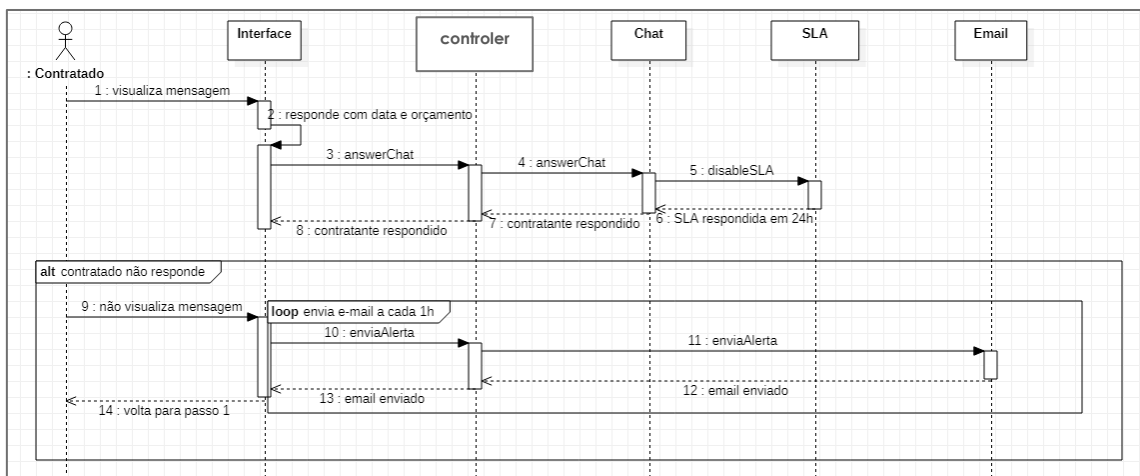 Interface
controler
Chat
SLA
Email
: Contratado
1 : visualiza mensagem
2 : responde com data e orçamento
3 : answerChat
4 : answerChat
5 : disableSLA
6 : SLA respondida em 24h
7 : contratante respondido
8 : contratante respondido
alt contratado não responde
9 : não visualiza mensagem
loop envia e-mail a cada 1h
10 : enviaAlerta
11 : enviaAlerta
12 : email enviado
13 : email enviado
14 : volta para passo 1